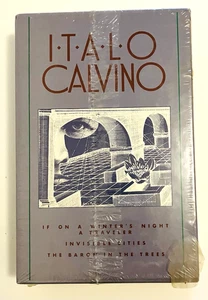 I·T·A·L·O
CALVINO
IF ON A WINTER'S NIGHT
A TRAVELER
INVISIBLE CITIES
THE BARON IN THE TREES